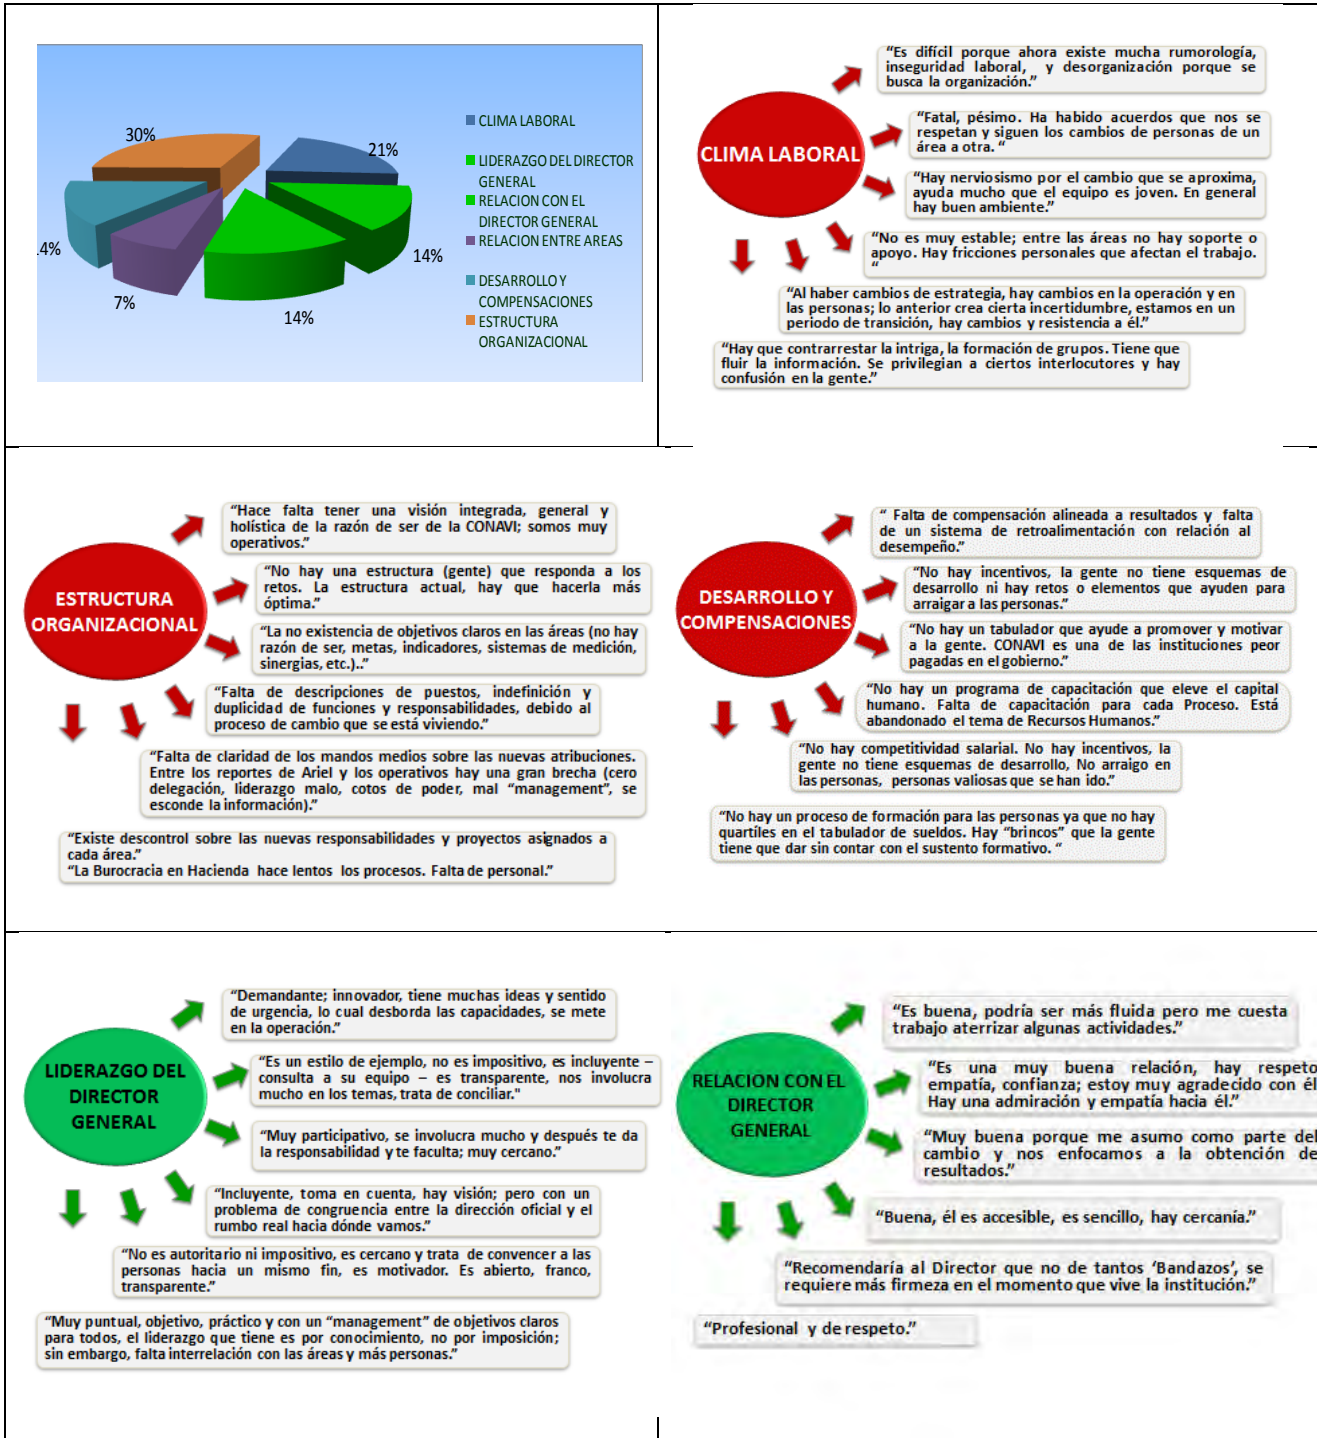 30%
21%
14%
14%
7%
.4%
CLIMA LABORAL
LIDERAZGO DEL DIRECTOR
GENERAL
RELACION CON EL
DIRECTOR GENERAL
RELACION ENTRE AREAS
DESARROLLO Y
COMPENSACIONES
ESTRUCTURA
ORGANIZACIONAL
CLIMA LABORAL
“Es difícil porque ahora existe mucha rumorología,
inseguridad laboral, y desorganización porque se
busca la organización.”
“Fatal, pésimo. Ha habido acuerdos que nos se
respetan y siguen los cambios de personas de un
área a otra. “
“Hay nerviosismo por el cambio que se aproxima,
ayuda mucho que el equipo es joven. En general
hay buen ambiente.”
“No es muy estable; entre las áreas no hay soporte o
apoyo. Hay fricciones personales que afectan el trabajo.
“
“Al haber cambios de estrategia, hay cambios en la operación y en
las personas; lo anterior crea cierta incertidumbre, estamos en un
periodo de transición, hay cambios y resistencia a él.”
“Hay que contrarrestar la intriga, la formación de grupos. Tiene que
fluir la información. Se privilegian a ciertos interlocutores y hay
confusión en la gente.”
ESTRUCTURA
ORGANIZACIONAL
“Hace falta tener una visión integrada, general y
holística de la razón de ser de la CONAVI; somos muy
operativos.”
“No hay una estructura (gente) que responda a los
retos. La estructura actual, hay que hacerla más
óptima.”
“La no existencia de objetivos claros en las áreas (no hay
razón de ser, metas, indicadores, sistemas de medición,
sinergias, etc.)..”
“Falta de descripciones de puestos, indefinición y
duplicidad de funciones y responsabilidades, debido al
proceso de cambio que se está viviendo.”
“Falta de claridad de los mandos medios sobre las nuevas atribuciones.
Entre los reportes de Ariel y los operativos hay una gran brecha (cero
delegación, liderazgo malo, cotos de poder, mal “management”, se
esconde la información).”
“Existe descontrol sobre las nuevas responsabilidades y proyectos asignados a
cada área.”
“La Burocracia en Hacienda hace lentos los procesos. Falta de personal.”
DESARROLLO Y
COMPENSACIONES
“ Falta de compensación alineada a resultados y falta
de un sistema de retroalimentación con relación al
desempeño.”
“No hay incentivos, la gente no tiene esquemas de
desarrollo ni hay retos o elementos que ayuden para
arraigar a las personas.”
“No hay un tabulador que ayude a promover y motivar
a la gente. CONAVI es una de las instituciones peor
pagadas en el gobierno.”
“No hay un programa de capacitación que eleve el capital
humano. Falta de capacitación para cada Proceso. Está
abandonado el tema de Recursos Humanos.”
“No hay competitividad salarial. No hay incentivos, la
gente no tiene esquemas de desarrollo, No arraigo en
las personas, personas valiosas que se han ido.”
“No hay un proceso de formación para las personas ya que no hay
quartíles en el tabulador de sueldos. Hay “brincos” que la gente
tiene que dar sin contar con el sustento formativo. “
LIDERAZGO DEL
DIRECTOR
GENERAL
“Demandante; innovador, tiene muchas ideas y sentido
de urgencia, lo cual desborda las capacidades, se mete
en la operación.”
“Es un estilo de ejemplo, no es impositivo, es incluyente –
consulta a su equipo – es transparente, nos involucra
mucho en los temas, trata de conciliar."
“Muy participativo, se involucra mucho y después te da
la responsabilidad y te faculta; muy cercano.”
“Incluyente, toma en cuenta, hay visión; pero con un
problema de congruencia entre la dirección oficial y el
rumbo real hacia dónde vamos.”
“No es autoritario ni impositivo, es cercano y trata de convencer a las
personas hacia un mismo fin, es motivador. Es abierto, franco,
transparente.”
“Muy puntual, objetivo, práctico y con un “management” de objetivos claros
para todos, el liderazgo que tiene es por conocimiento, no por imposición;
sin embargo, falta interrelación con las áreas y más personas.”
RELACION CON EL
DIRECTOR
GENERAL
“Es buena, podría ser más fluida pero me cuesta
trabajo aterrizar algunas actividades.”
“Es una muy buena relación, hay respeto
empatía, confianza; estoy muy agradecido con él
Hay una admiración y empatía hacia él.”
“Muy buena porque me asumo como parte del
cambio y nos enfocamos a la obtención de
resultados.”
“Buena, él es accesible, es sencillo, hay cercanía.”
“Recomendaría al Director que no de tantos ‘Bandazos’, se
requiere más firmeza en el momento que vive la institución.”
“Profesional y de respeto.”